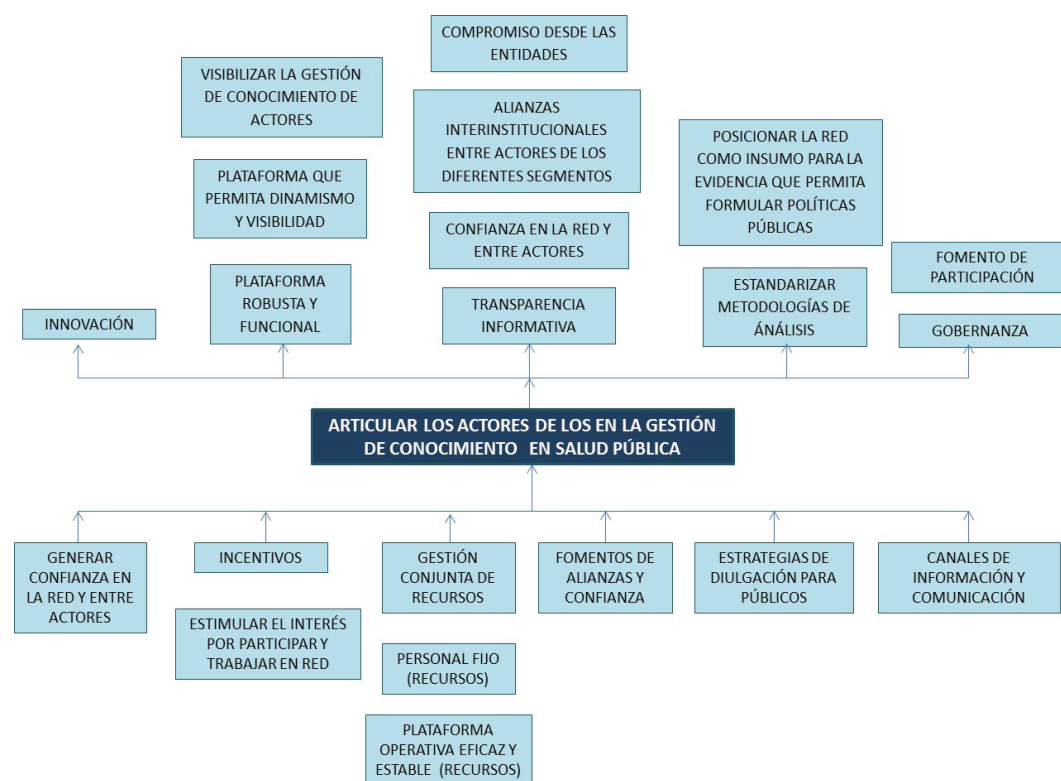 COMPROMISO DESDE LAS
ENTIDADES
VISIBILIZAR LA GESTIÓN
DE CONOCIMIENTO DE
ACTORES
ALIANZAS
INTERINSTITUCIONALES
ENTRE ACTORES DE LOS
DIFERENTES SEGMENTOS
POSICIONAR LA RED
COMO INSUMO PARA LA
EVIDENCIA QUE PERMITA
FORMULAR POLÍTICAS
PÚBLICAS
PLATAFORMA QUE
PERMITA DINAMISMO
Y VISIBILIDAD
CONFIANZA EN LA RED Y
ENTRE ACTORES
FOMENTO DE
PARTICIPACIÓN
INNOVACIÓN
PLATAFORMA
ROBUSTA Y
FUNCIONAL
TRANSPARENCIA
INFORMATIVA
ESTANDARIZAR
METODOLOGÍAS DE
ÁNÁLISIS
GOBERNANZA
ARTICULAR LOS ACTORES DE LOS EN LA GESTIÓN
DE CONOCIMIENTO EN SALUD PÚBLICA
GENERAR
CONFIANZA EN
LA RED Y ENTRE
ACTORES
INCENTIVOS
GESTIÓN
CONJUNTA DE
RECURSOS
FOMENTOS DE
ALIANZAS Y
CONFIANZA
ESTRATEGIAS DE
DIULGACIÓN PARA
PÚBLICOS
CANALES DE
INFORMACIÓN Y
COMUNICACIÓN
ESTIMULAR EL INTERÉS
POR PARTICIPAR Y
TRABAJAR EN RED
PERSONAL FIJO
(RECURSOS)
PLATAFORMA
OPERATIVA EFICAZ Y
ESTABLE (RECURSOS)